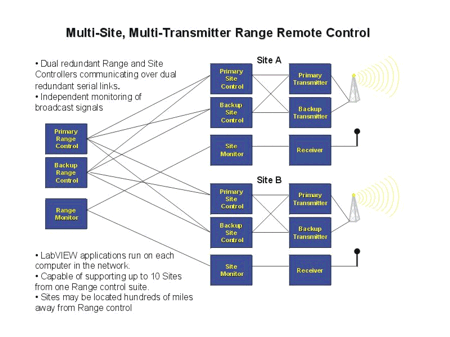 Multi-Site, Multi-Transmitter Range Remote Control
• Dual redundant Range and Site
Controllers communicating over dual
redundant serial links.
• Independent monitoring of
broadcast signals
Primary
Range
Control
Backup
Range
Control
Range
Monitor
Site A
Primary
Site
Control
Primary
Transmitter
Backup
Site
Control
Backup
Transmitter
Site
Monitor
Receiver
Site B
Primary
Site
Control
Primary
Transmitter
Backup
Site
Control
Backup
Transmitter
Site
Monitor
Receiver
• LabVIEW applications run on each
computer in the network.
• Capable of supporting up to 10 Sites
from one Range control suite.
• Sites may be located hundreds of miles
away from Range control